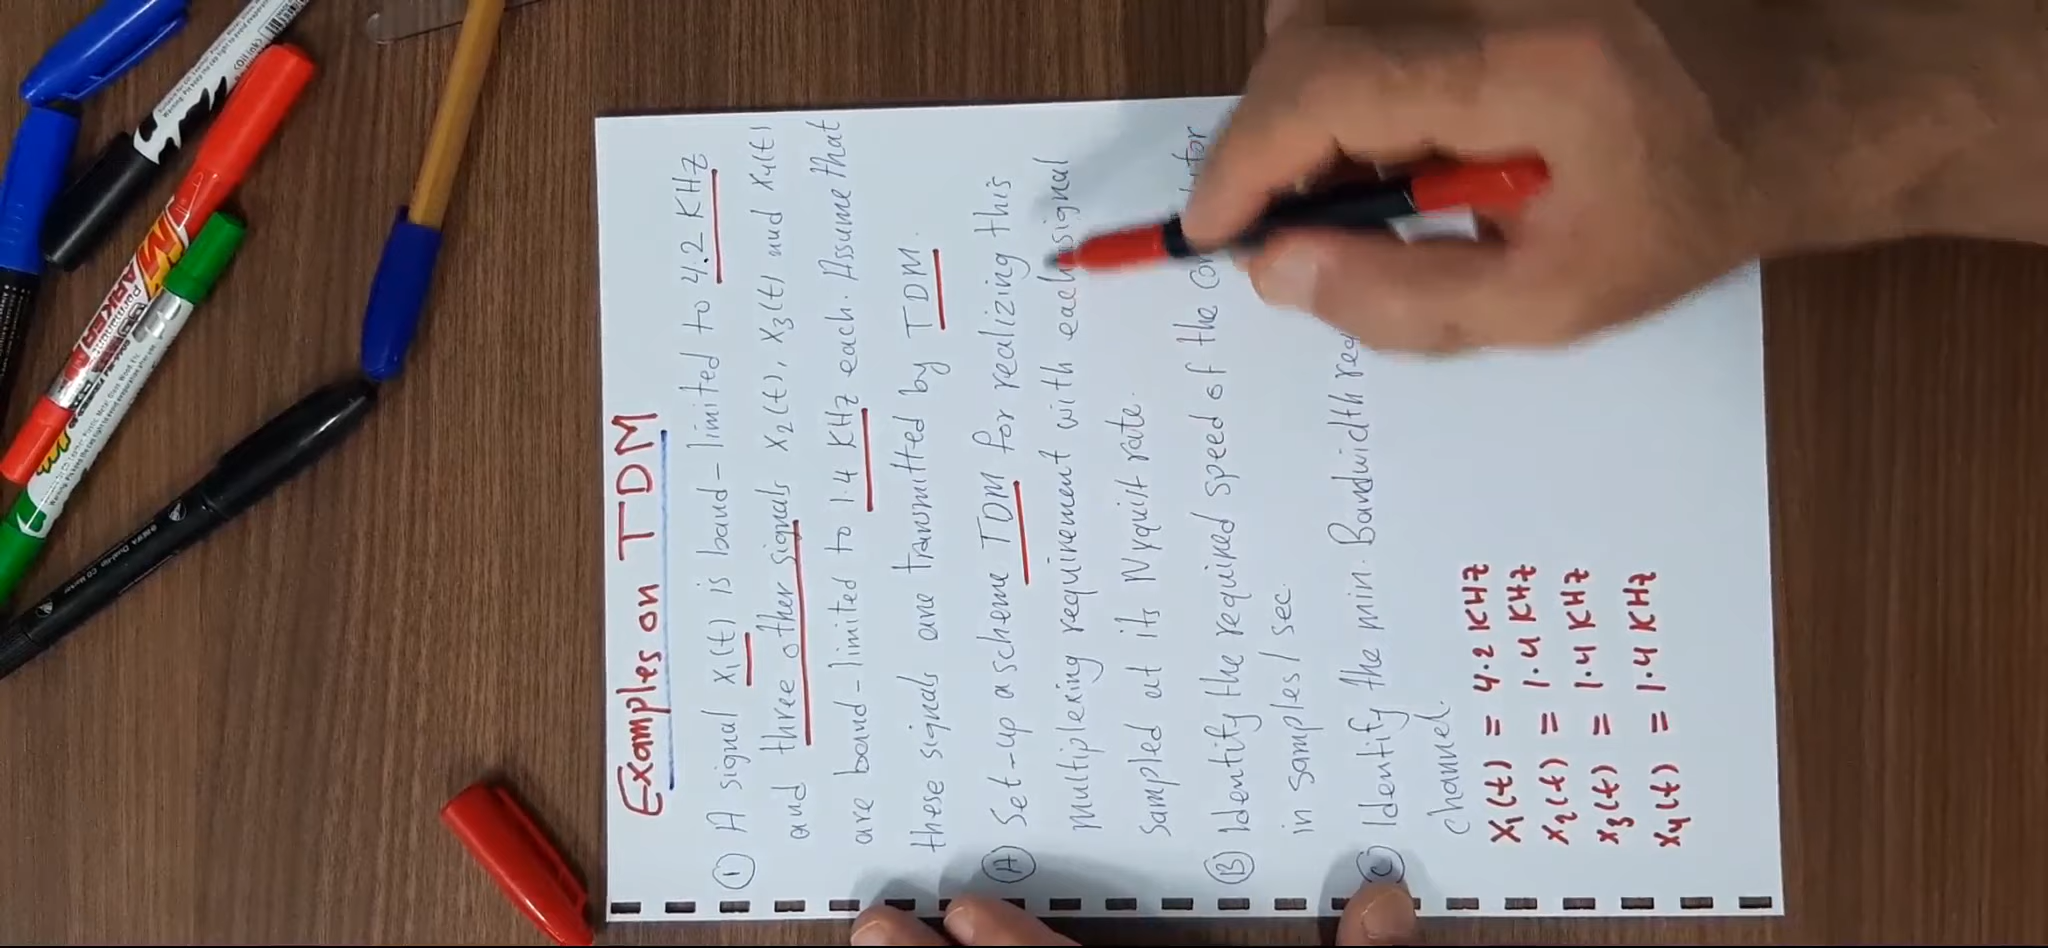 Examples on TDM
① A signal x₁(t) is band-limited to 4.2 KHz
and three other signals x₂(t), x₃(t) and x₄(t)
are band-limited to 1.4 KHz each. Assume that
these signals are transmitted by TDM.
Ⓐ Set-up a scheme TDM for realizing this
Multiplexing requirement with each signal
Sampled at its Nyquit rate.
Ⓑ Identify the required speed of the
in samples / sec.
Ⓒ Identify the min. Bandwidth
channel.
x₁(t) = 4.2 KHz
x₂(t) = 1.4 KHz
x₃(t) = 1.4 KHz
x₄(t) = 1.4 KHz
MARKER